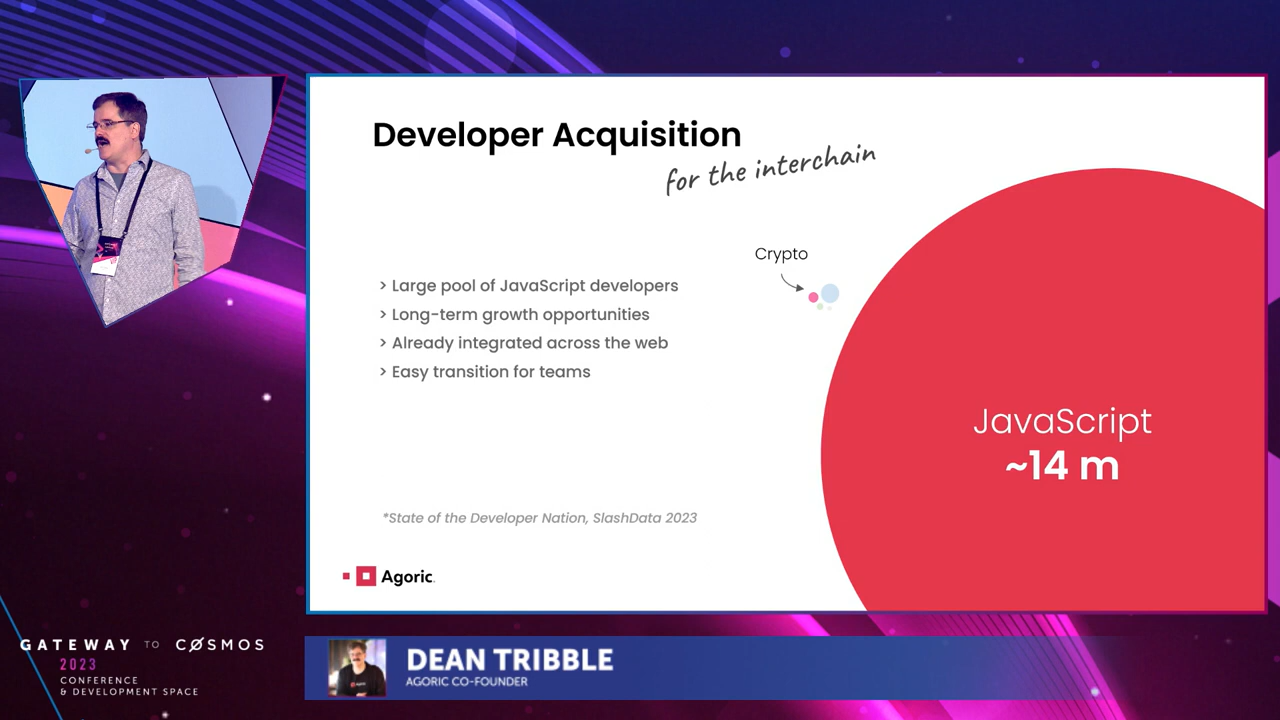 Developer Acquisition
for the interchain
Crypto
> Large pool of JavaScript developers
> Long-term growth opportunities
> Already integrated across the web
> Easy transition for teams
JavaScript
~14 m
*State of the Developer Nation, SlashData 2023
Agoric.
GATEWAY TO CØSMOS
2023
CONFERENCE
& DEVELOPMENT SPACE
DEAN TRIBBLE
AGORIC CO-FOUNDER